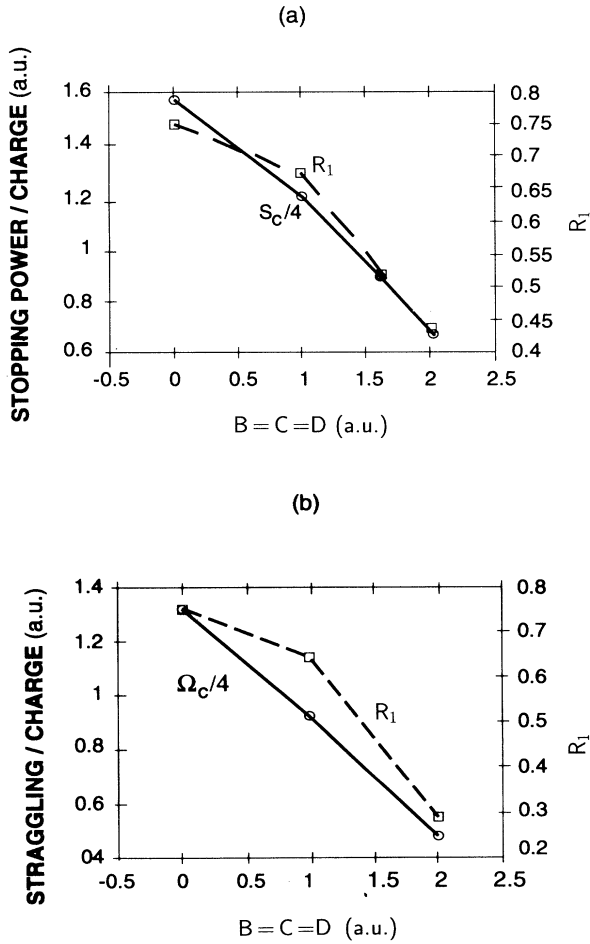 (a)
STOPPING POWER / CHARGE (a.u.)
1.6
1.4
1.2
1
0.8
0.6
R₁
S_c/4
0.8
0.75
0.7
0.65
0.6
0.55
0.5
0.45
0.4
R₁
-0.5 0 0.5 1 1.5 2 2.5
B = C = D (a.u.)
(b)
STRAGGLING / CHARGE (a.u.)
1.4
1.2
1
0.8
0.6
04
Ω_c/4
R₁
0.8
0.7
0.6
0.5
0.4
0.3
0.2
R₁
-0.5 0 0.5 1 1.5 2 2.5
B = C = D (a.u.)